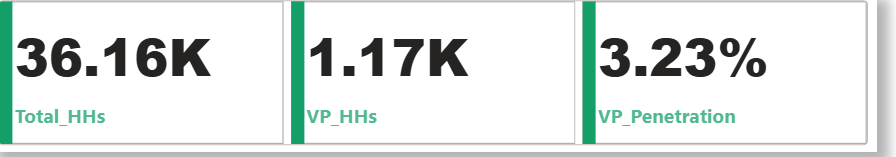 36.16K
Total_HHs
1.17K
VP_HHs
3.23%
VP_Penetration